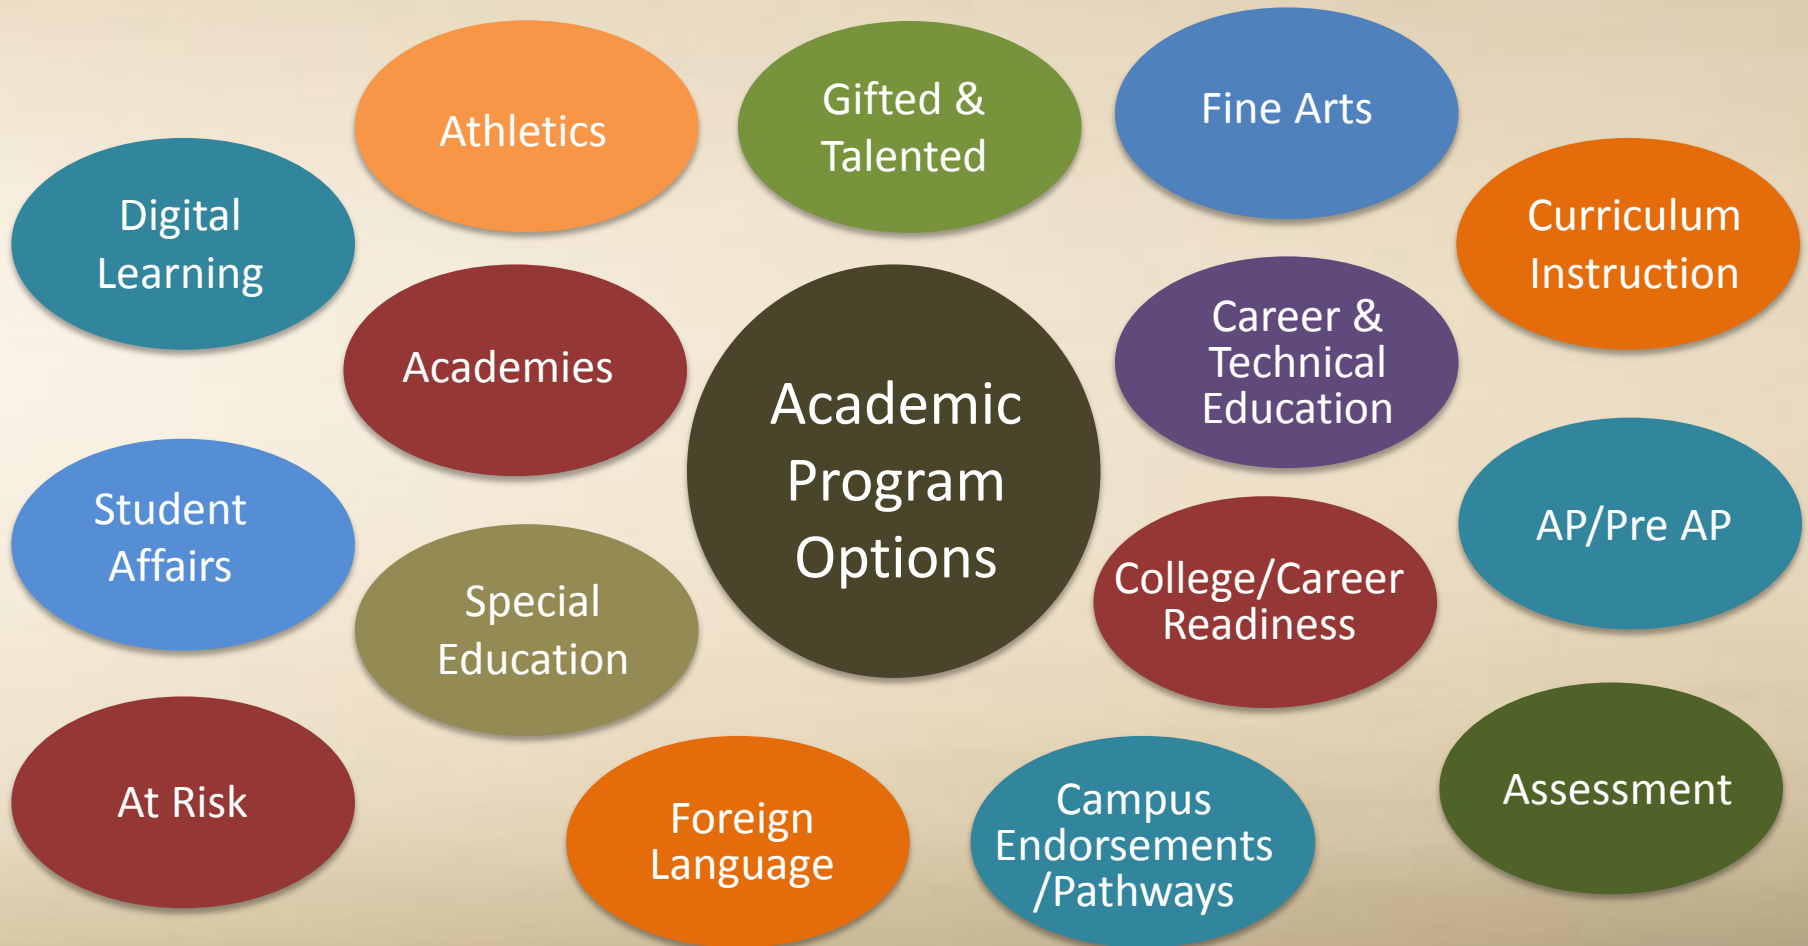 Athletics
Gifted &
Talented
Fine Arts
Digital
Learning
Curriculum
Instruction
Academies
Academic
Program
Options
Career &
Technical
Education
Student
Affairs
Special
Education
College/Career
Readiness
AP/Pre AP
At Risk
Foreign
Language
Campus
Endorsements
/Pathways
Assessment